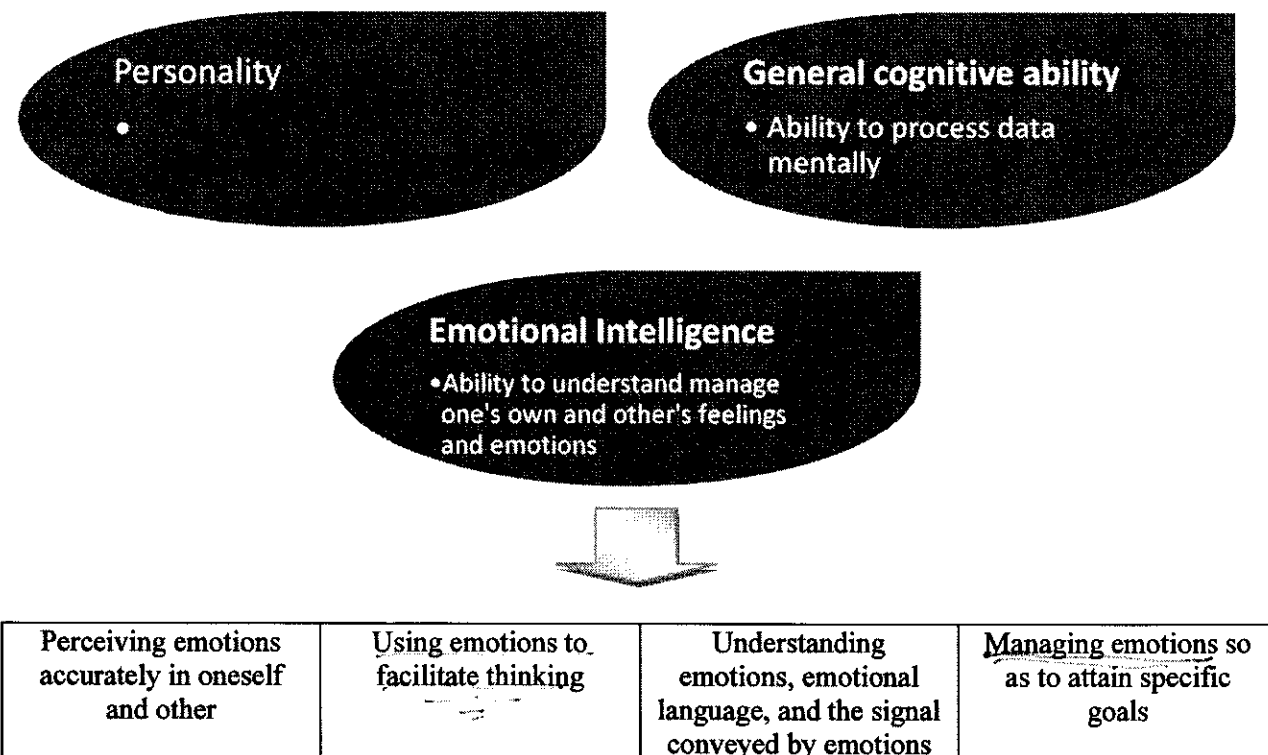 Personality
•
General cognitive ability
• Ability to process data
mentally
Emotional Intelligence
•Ability to understand manage
one's own and other's feelings
and emotions
Perceiving emotions
accurately in oneself
and other
Using emotions to
facilitate thinking
Understanding
emotions, emotional
language, and the signal
conveyed by emotions
Managing emotions so
as to attain specific
goals